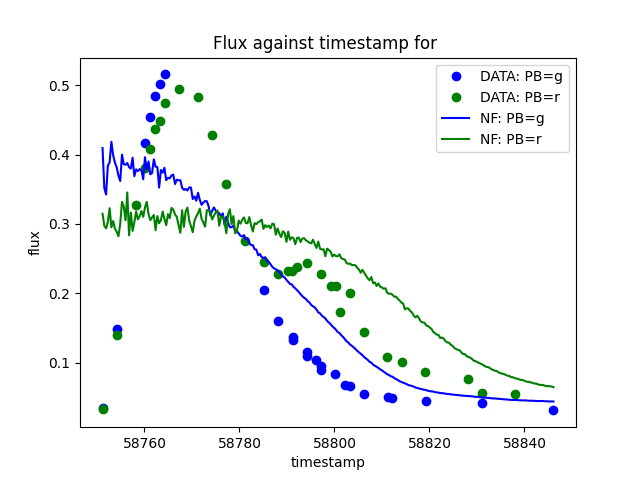 Flux against timestamp for
DATA: PB=g
DATA: PB=r
NF: PB=g
NF: PB=r
flux
0.5
0.4
0.3
0.2
0.1
58760
58780
58800
58820
58840
timestamp